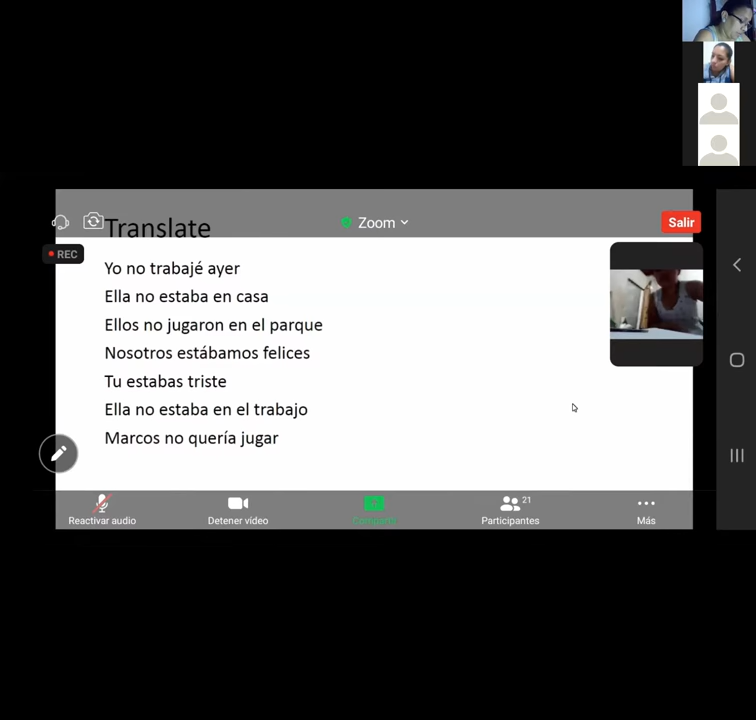 Translate
Zoom
Salir
REC
Yo no trabajé ayer
Ella no estaba en casa
Ellos no jugaron en el parque
Nosotros estábamos felices
Tu estabas triste
Ella no estaba en el trabajo
Marcos no quería jugar
21
Reactivar audio
Detener vídeo
Participantes
Más